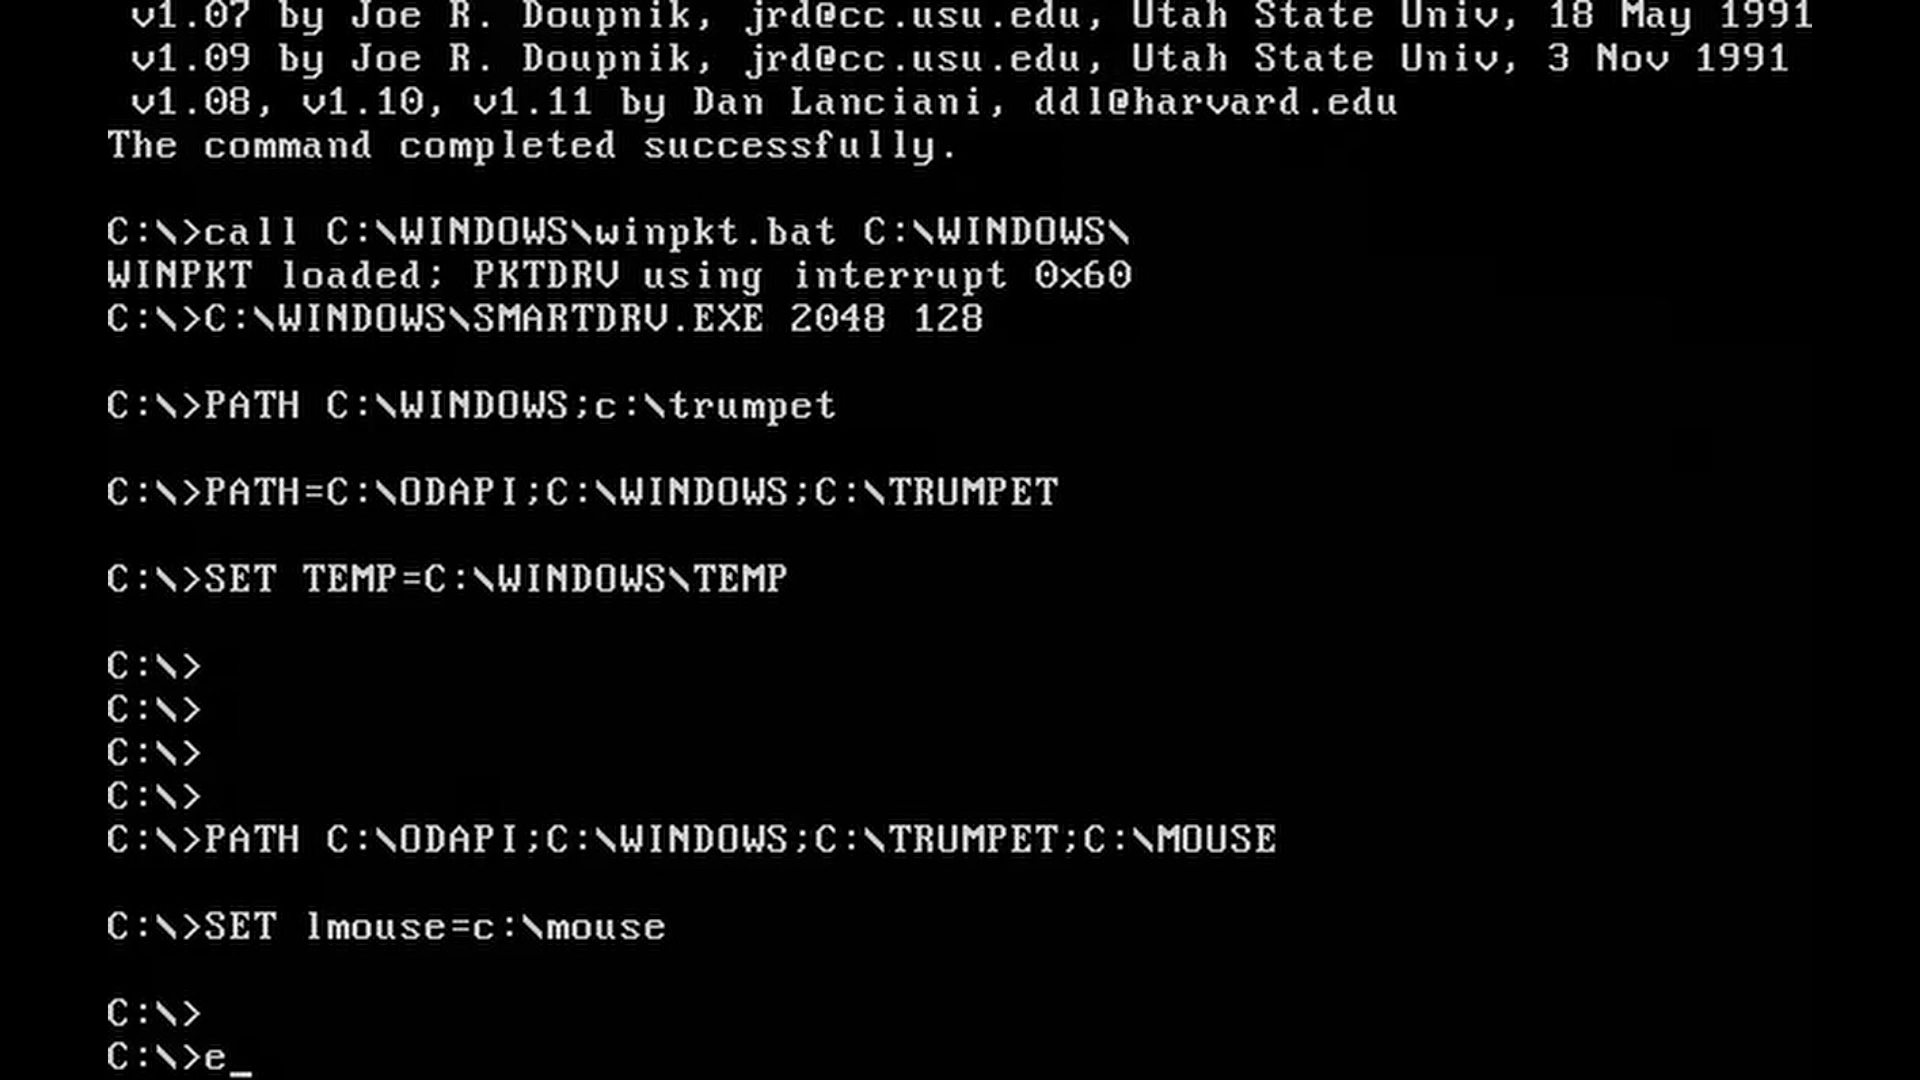 v1.07 by Joe R. Doupnik, jrd@cc.usu.edu, Utah State Univ, 18 May 1991
v1.09 by Joe R. Doupnik, jrd@cc.usu.edu, Utah State Univ, 3 Nov 1991
v1.08, v1.10, v1.11 by Dan Lanciani, ddl@harvard.edu
The command completed successfully.
C:\>call C:\WINDOWS\winpkt.bat C:\WINDOWS\
WINPKT loaded; PKTDRV using interrupt 0x60
C:\>C:\WINDOWS\SMARTDRV.EXE 2048 128
C:\>PATH C:\WINDOWS;c:\trumpet
C:\>PATH=C:\ODAPI;C:\WINDOWS;C:\TRUMPET
C:\>SET TEMP=C:\WINDOWS\TEMP
C:\>
C:\>
C:\>
C:\>
C:\>PATH C:\ODAPI;C:\WINDOWS;C:\TRUMPET;C:\MOUSE
C:\>SET lmouse=c:\mouse
C:\>
C:\>e_